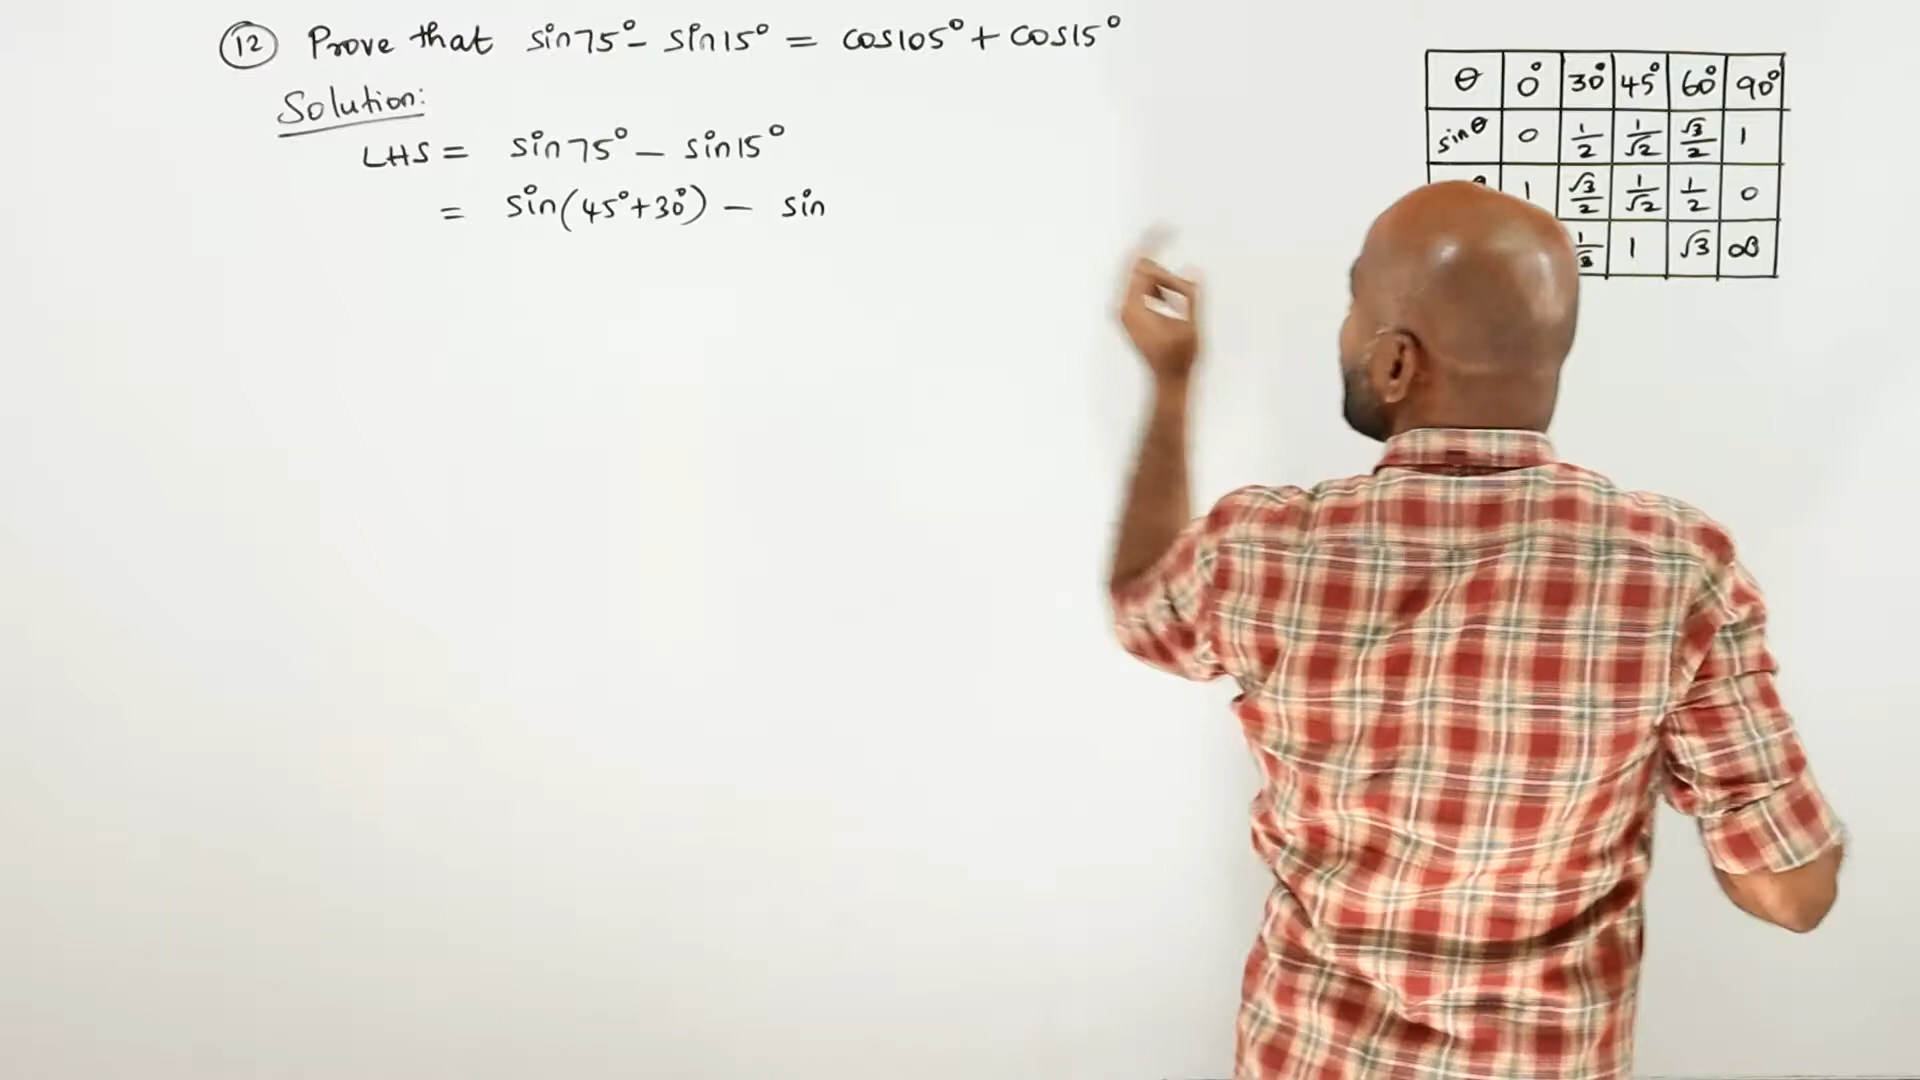 12 Prove that sin75° - sin15° = cos105° + cos15°
Solution:
LHS = sin75° - sin15°
= sin(45°+30°) - sin
θ 0° 30° 45° 60° 90°
sinθ 0 1/2 1/√2 √3/2 1
1 √3/2 1/√2 1/2 0
1 √3 ∞